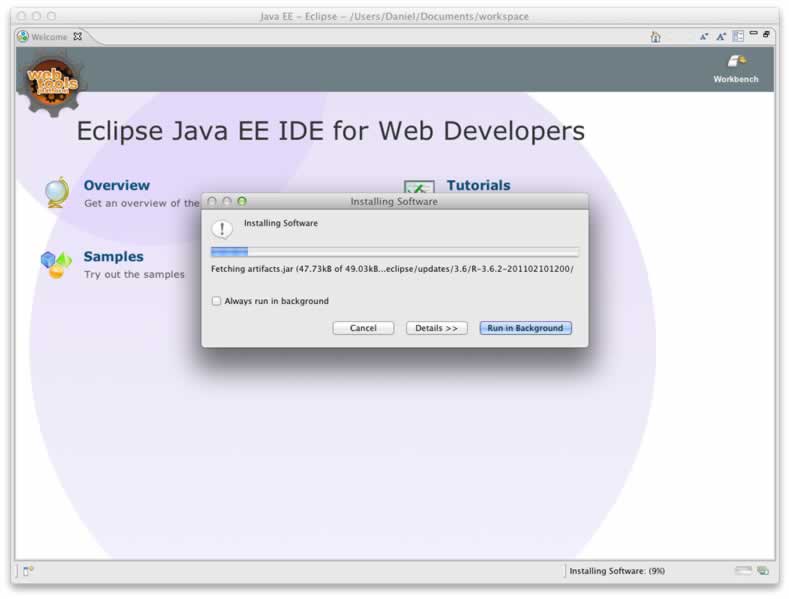 Java EE - Eclipse - /Users/Daniel/Documents/workspace
Welcome
web
tools
platform
Workbench
Eclipse Java EE IDE for Web Developers
Overview
Get an overview of the
Tutorials
Samples
Try out the samples
Installing Software
Installing Software
Fetching artifacts.jar (47.73kB of 49.03kB...eclipse/updates/3.6/R-3.6.2-201102101200/
Always run in background
Cancel
Details >>
Run in Background
Installing Software: (9%)